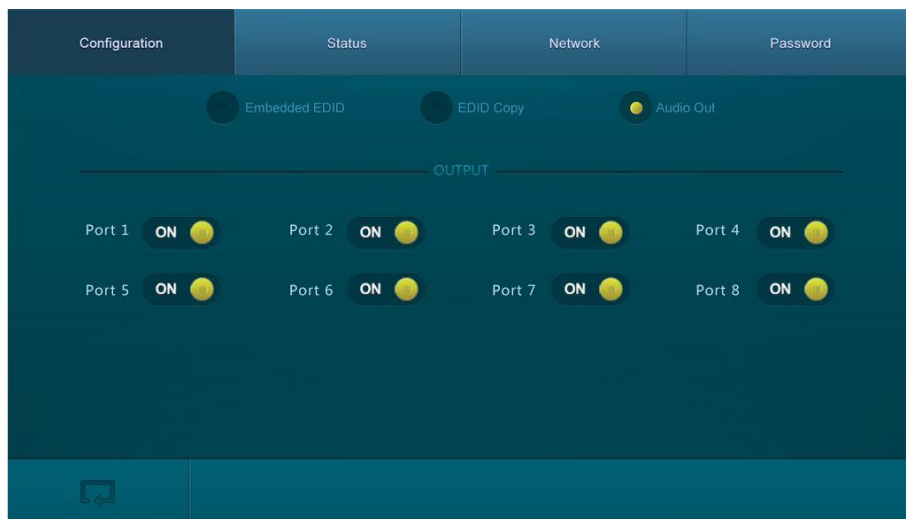 Configuration Status Network Password
Embedded EDID EDID Copy Audio Out
OUTPUT
Port 1 ON Port 2 ON Port 3 ON Port 4 ON
Port 5 ON Port 6 ON Port 7 ON Port 8 ON